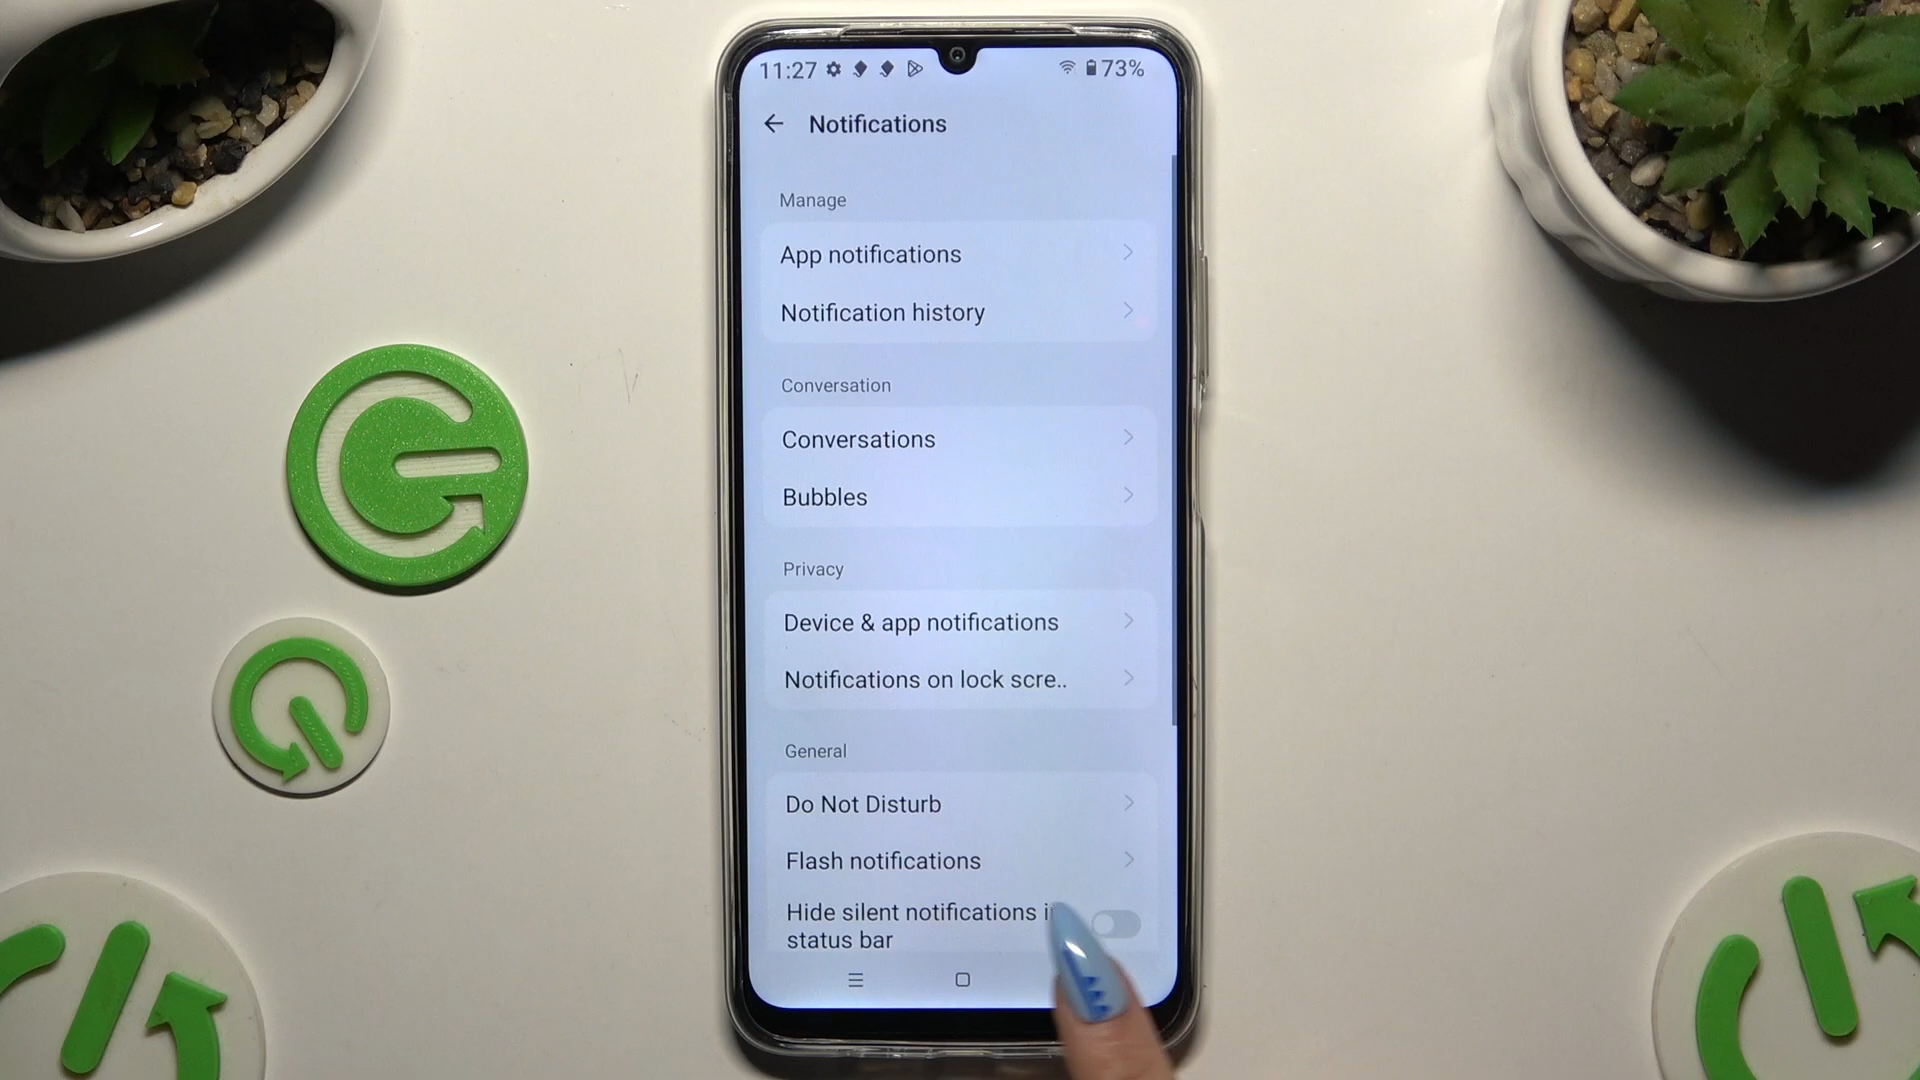 11:27 73%
Notifications
Manage
App notifications
Notification history
Conversation
Conversations
Bubbles
Privacy
Device & app notifications
Notifications on lock scre..
General
Do Not Disturb
Flash notifications
Hide silent notifications i
status bar